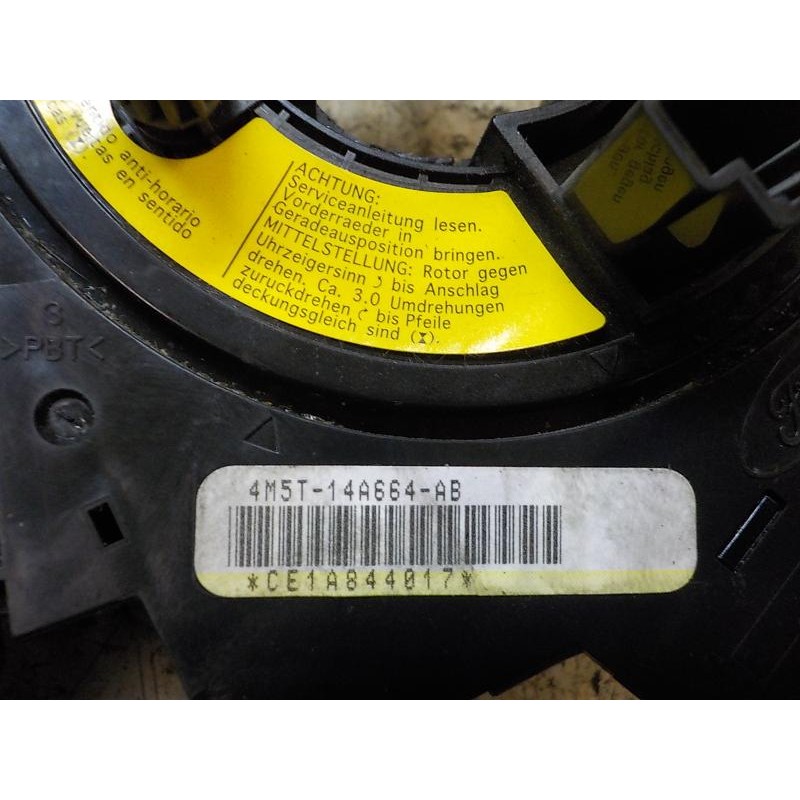 anti-horario
en sentido
ACHTUNG:
Serviceanleitung lesen.
Vorderraeder in
Geradeausposition bringen.
MITTELSTELLUNG: Rotor gegen
Uhrzeigersinn bis Anschlag
drehen. Ca. 3.0 Umdrehungen
zurückdrehen bis Pfeile
deckungsgleich sind ( ).
3
>PBT<
4M5T-14A664-AB
*CE1A844017*